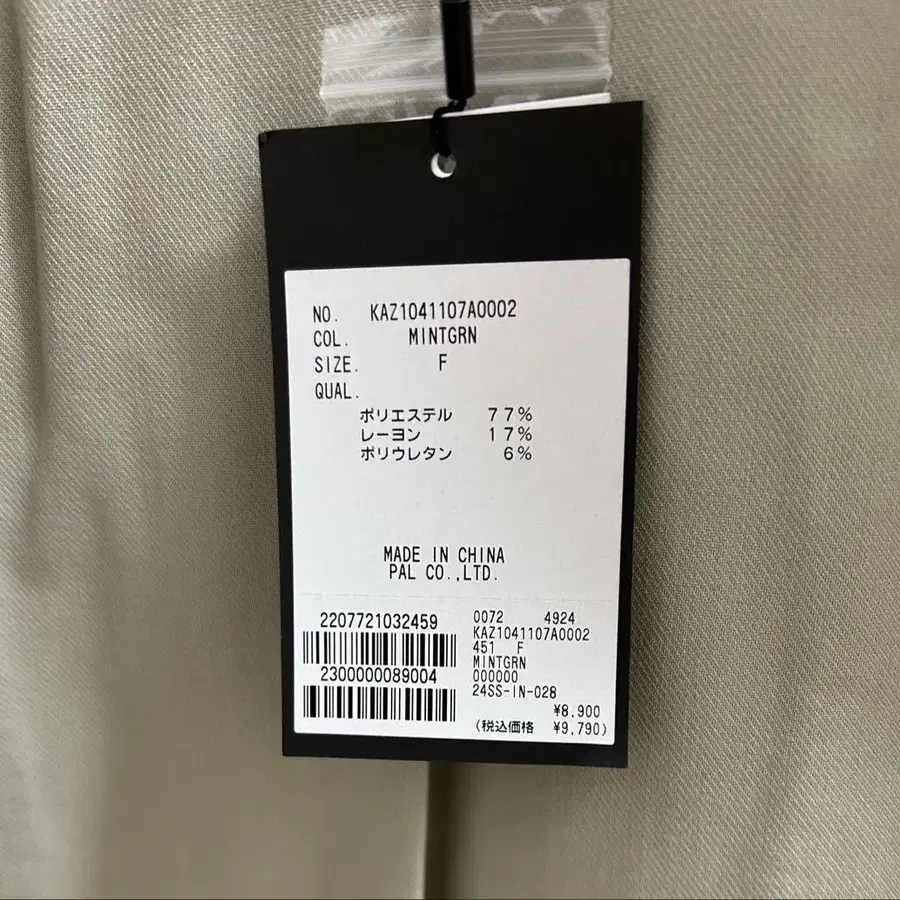 NO. KAZ1041107A0002
COL. MINTGRN
SIZE. F
QUAL.
ポリエステル 77%
レーヨン 17%
ポリウレタン 6%
MADE IN CHINA
PAL CO.,LTD.
2207721032459
2300000089004
0072 4924
KAZ1041107A0002
451 F
MINTGRN
000000
24SS-IN-028
¥8,900
(税込価格 ¥9,790)